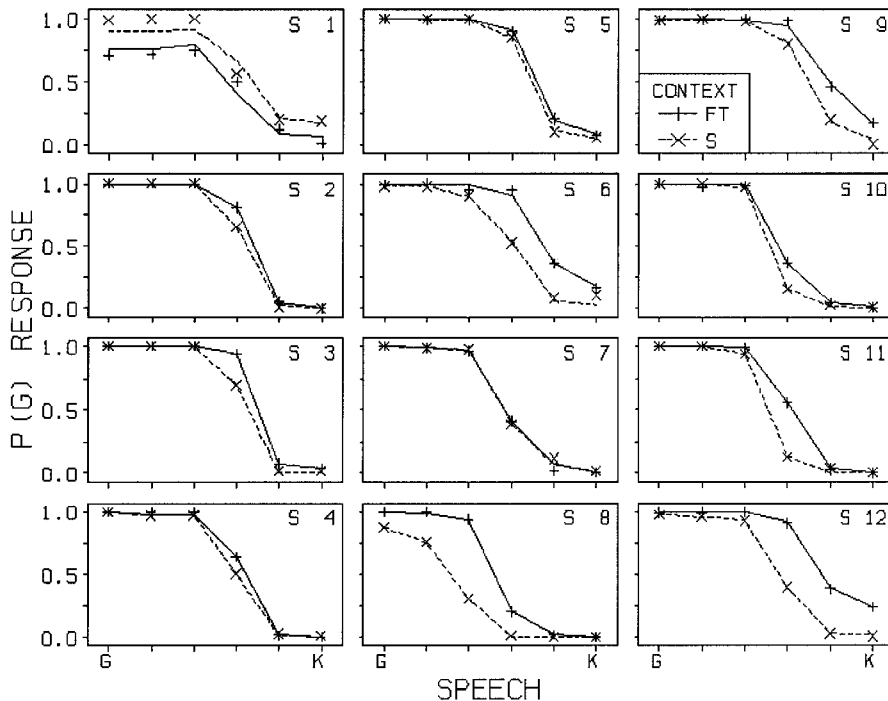 1.0
0.5
0.0
S 1
S 5
S 9
CONTEXT
FT
S
1.0
0.5
0.0
S 2
S 6
S 10
1.0
0.5
0.0
S 3
S 7
S 11
1.0
0.5
0.0
S 4
S 8
S 12
P (G) RESPONSE
G K
G K
G K
SPEECH